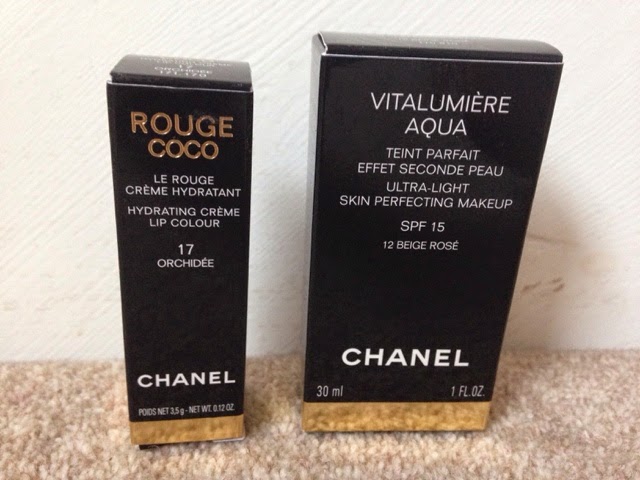 17
ORCHIDÉE
ROUGE
COCO
LE ROUGE
CRÈME HYDRATANT
HYDRATING CRÈME
LIP COLOUR
17
ORCHIDÉE
CHANEL
POIDS NET 3,5 g - NET WT. 0.12 OZ.
VITALUMIÈRE
AQUA
TEINT PARFAIT
EFFET SECONDE PEAU
ULTRA-LIGHT
SKIN PERFECTING MAKEUP
SPF 15
12 BEIGE ROSÉ
CHANEL
30 ml 1 FL.OZ.